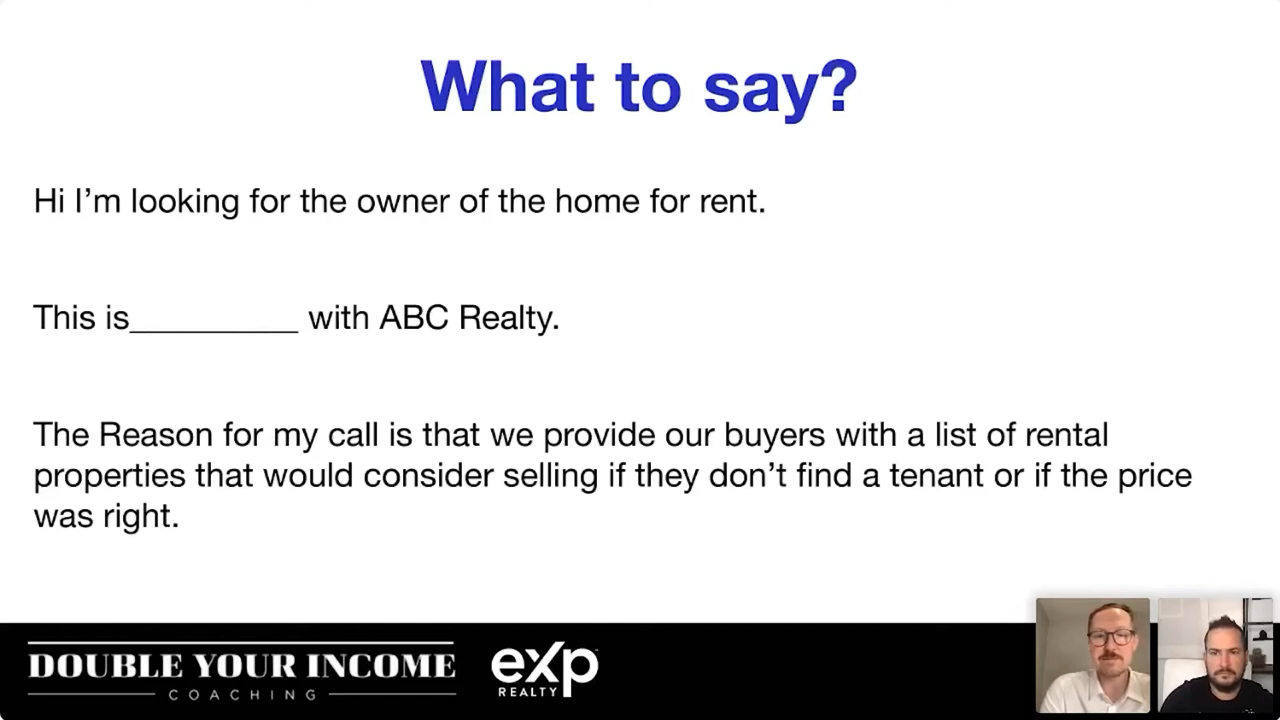 What to say?
Hi I’m looking for the owner of the home for rent.
This is__________ with ABC Realty.
The Reason for my call is that we provide our buyers with a list of rental
properties that would consider selling if they don’t find a tenant or if the price
was right.
DOUBLE YOUR INCOME
COACHING
eXp
REALTY